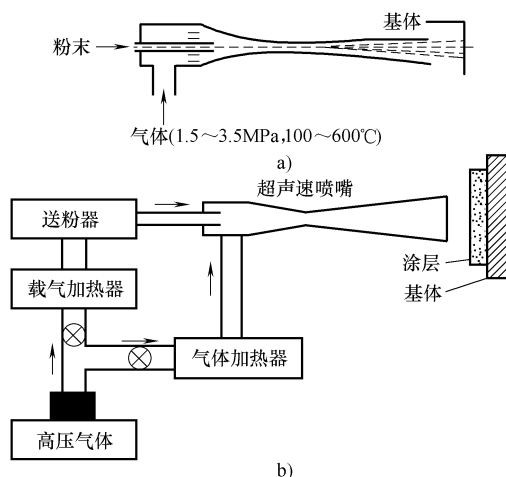 基体
粉末
气体(1.5～3.5MPa,100～600℃)
a)
超声速喷嘴
送粉器
涂层
载气加热器
基体
气体加热器
高压气体
b)